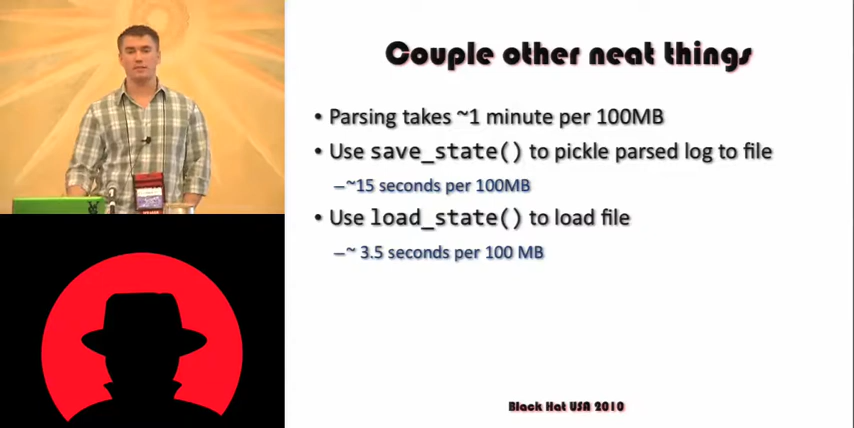 Couple other neat things
• Parsing takes ~1 minute per 100MB
• Use save_state() to pickle parsed log to file
–~15 seconds per 100MB
• Use load_state() to load file
–~ 3.5 seconds per 100 MB
Black Hat USA 2010